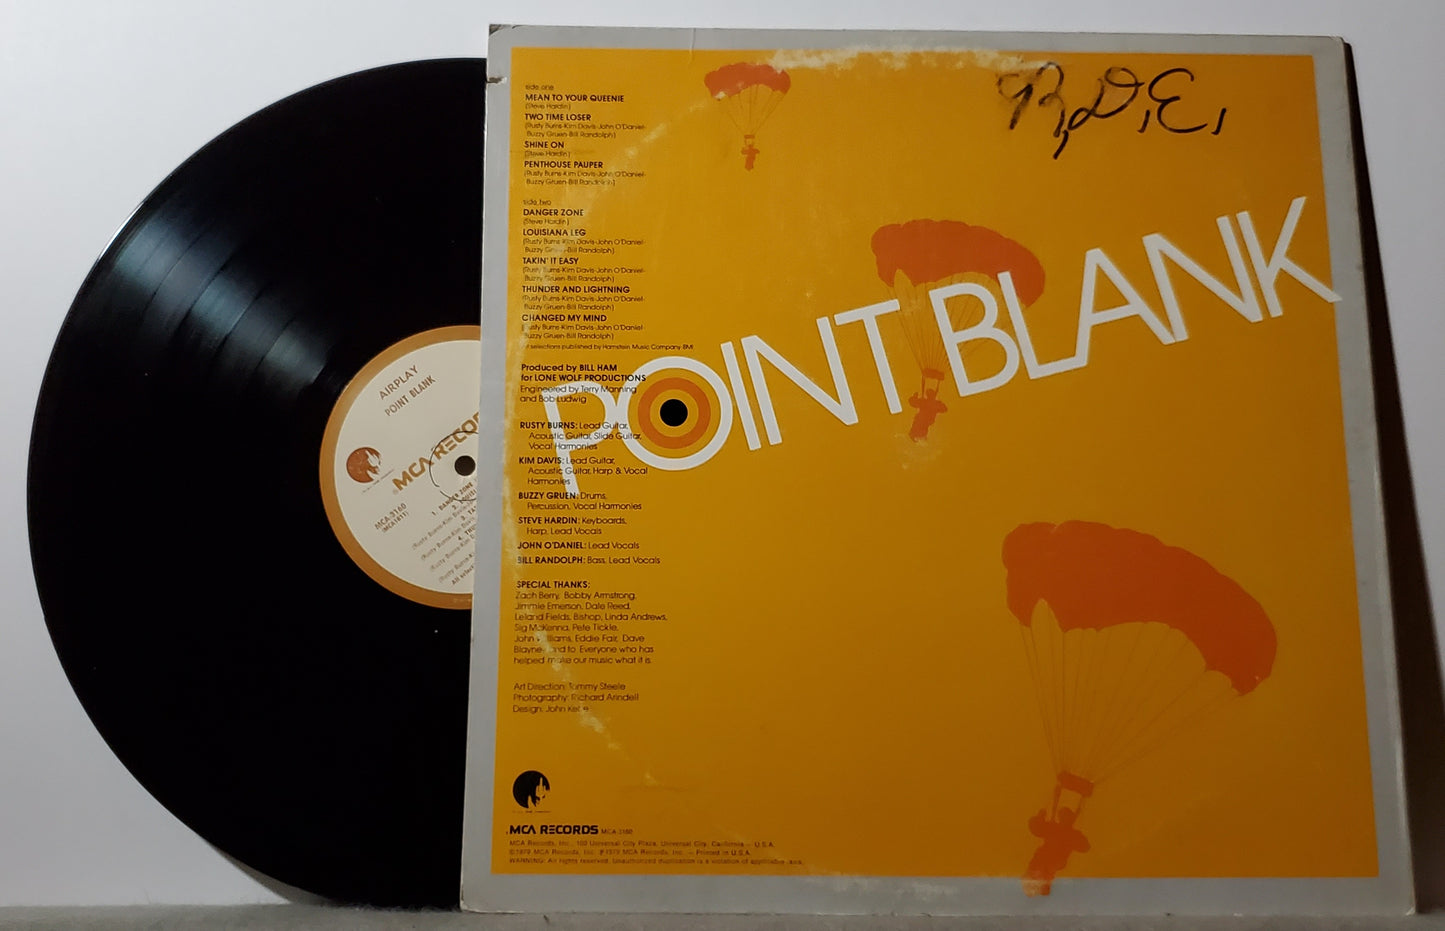 side one
MEAN TO YOUR QUEENIE
(Steve Hardin)
TWO TIME LOSER
(Rusty Burns-Kim Davis-John O'Daniel-
Buzzy Gruen-Bill Randolph)
SHINE ON
(Steve Hardin)
PENTHOUSE PAUPER
(Rusty Burns-Kim Davis-John O'Daniel-
Buzzy Gruen-Bill Randolph)
side two
DANGER ZONE
(Steve Hardin)
LOUISIANA LEG
(Rusty Burns-Kim Davis-John O'Daniel-
Buzzy Gruen-Bill Randolph)
TAKIN' IT EASY
(Rusty Burns-Kim Davis-John O'Daniel-
Buzzy Gruen-Bill Randolph)
THUNDER AND LIGHTNING
(Rusty Burns-Kim Davis-John O'Daniel-
Buzzy Gruen-Bill Randolph)
CHANGED MY MIND
(Rusty Burns-Kim Davis-John O'Daniel-
Buzzy Gruen-Bill Randolph)
selections published by Hamstein Music Company BMI
Produced by BILL HAM
for LONE WOLF PRODUCTIONS
Engineered by Terry Manning
and Bob Ludwig
RUSTY BURNS: Lead Guitar,
Acoustic Guitar, Slide Guitar,
Vocal Harmonies
KIM DAVIS: Lead Guitar,
Acoustic Guitar, Harp & Vocal
Harmonies
BUZZY GRUEN: Drums,
Percussion, Vocal Harmonies
STEVE HARDIN: Keyboards,
Harp, Lead Vocals
JOHN O'DANIEL: Lead Vocals
BILL RANDOLPH: Bass, Lead Vocals
SPECIAL THANKS:
Zach Berry, Bobby Armstrong,
Jimmie Emerson, Dale Reed,
Leland Fields, Bishop, Linda Andrews,
Sig McKenna, Pete Tickle,
John Williams, Eddie Fair, Dave
Blayney and to Everyone who has
helped make our music what it is
Art Direction: Tommy Steele
Photography: Richard Arindell
Design: John
MCA RECORDS MCA-3160
MCA Records, Inc., 100 Universal City Plaza, Universal City, California - U.S.A.
©1979 MCA Records, Inc. ℗1979 MCA Records, Inc. - Printed in U.S.A.
WARNING: All rights reserved. Unauthorized duplication is a violation of applicable laws.
R.D.E.
POINT BLANK
AIRPLAY
POINT BLANK
MCA RECOR
MCA-3160
(MCA1817)
1. DANGER ZONE
2.
3. TA
4.
All selec